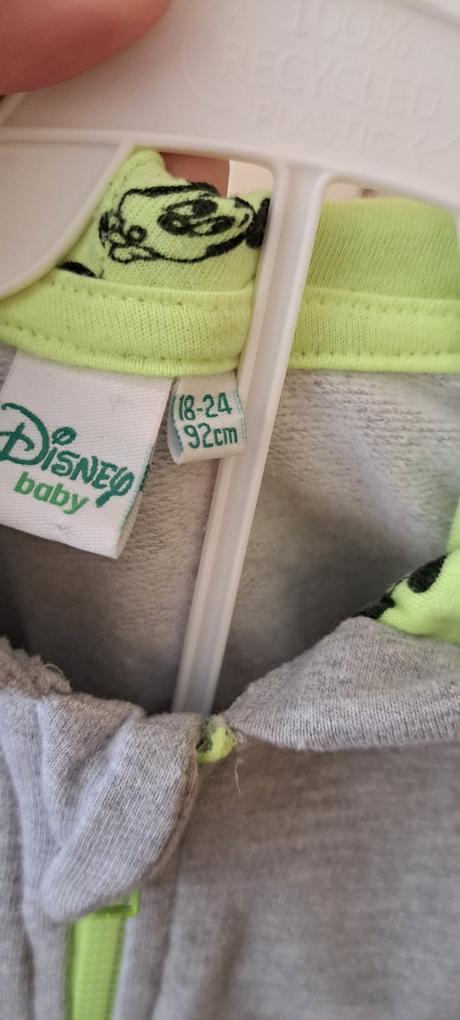 100%
RECYCLED
PLASTIC
DISNEY
baby
18-24
92cm